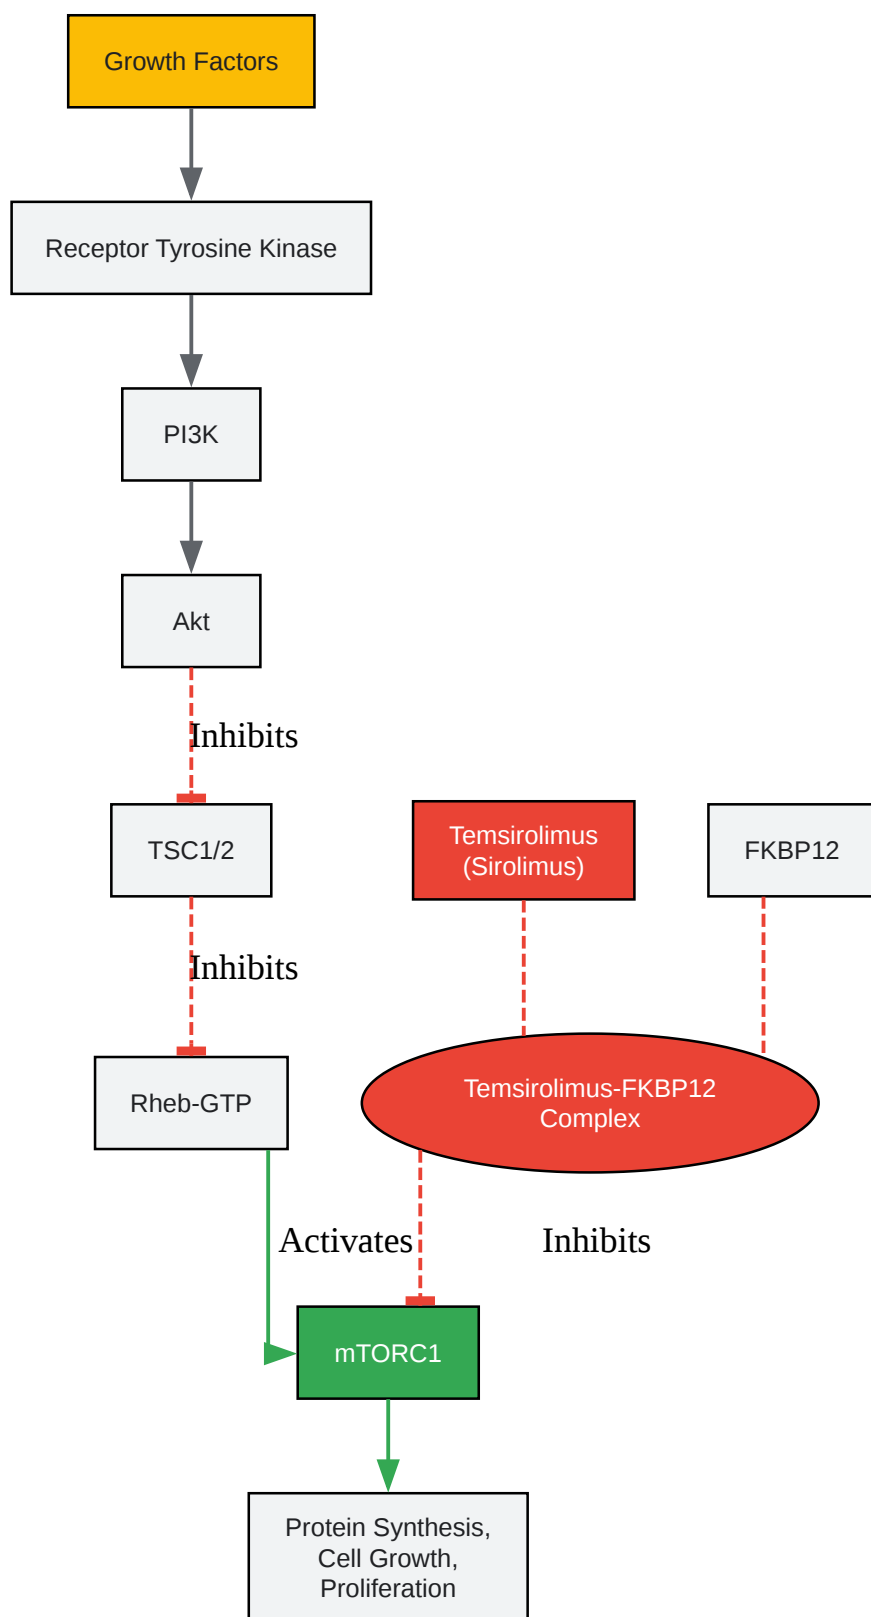 Growth Factors
Receptor Tyrosine Kinase
PI3K
Akt
Inhibits
TSC1/2
Temsirolimus
(Sirolimus)
FKBP12
Inhibits
Rheb-GTP
Temsirolimus-FKBP12
Complex
Activates
Inhibits
mTORC1
Protein Synthesis,
Cell Growth,
Proliferation